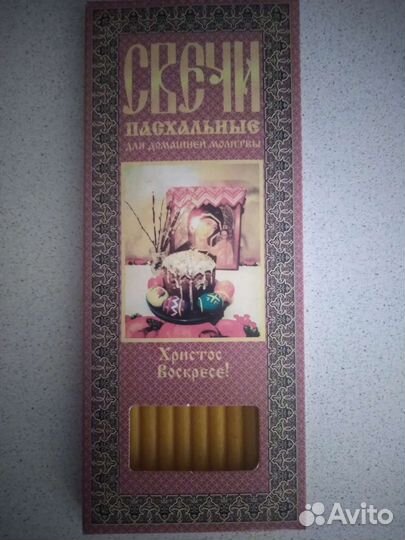 СВЕЧИ
ПАСХАЛЬНЫЕ
ДЛЯ ДОМАШНЕЙ МОЛИТВЫ
Христос
Воскресе!
Avito